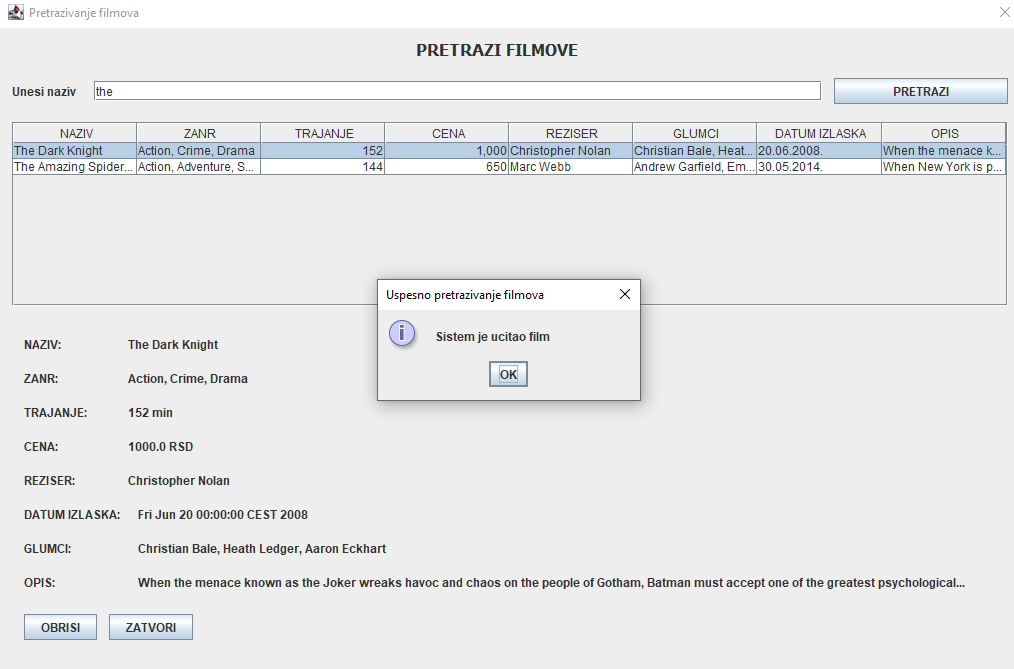 Pretrazivanje filmova
PRETRAZI FILMOVE
Unesi naziv the PRETRAZI
NAZIV ZANR TRAJANJE CENA REZISER GLUMCI DATUM IZLASKA OPIS
The Dark Knight Action, Crime, Drama 152 1,000 Christopher Nolan Christian Bale, Heat... 20.06.2008. When the menace k...
The Amazing Spider... Action, Adventure, S... 144 650 Marc Webb Andrew Garfield, Em... 30.05.2014. When New York is p...
Uspesno pretrazivanje filmova
Sistem je ucitao film
OK
NAZIV: The Dark Knight
ZANR: Action, Crime, Drama
TRAJANJE: 152 min
CENA: 1000.0 RSD
REZISER: Christopher Nolan
DATUM IZLASKA: Fri Jun 20 00:00:00 CEST 2008
GLUMCI: Christian Bale, Heath Ledger, Aaron Eckhart
OPIS: When the menace known as the Joker wreaks havoc and chaos on the people of Gotham, Batman must accept one of the greatest psychological...
OBRISI ZATVORI